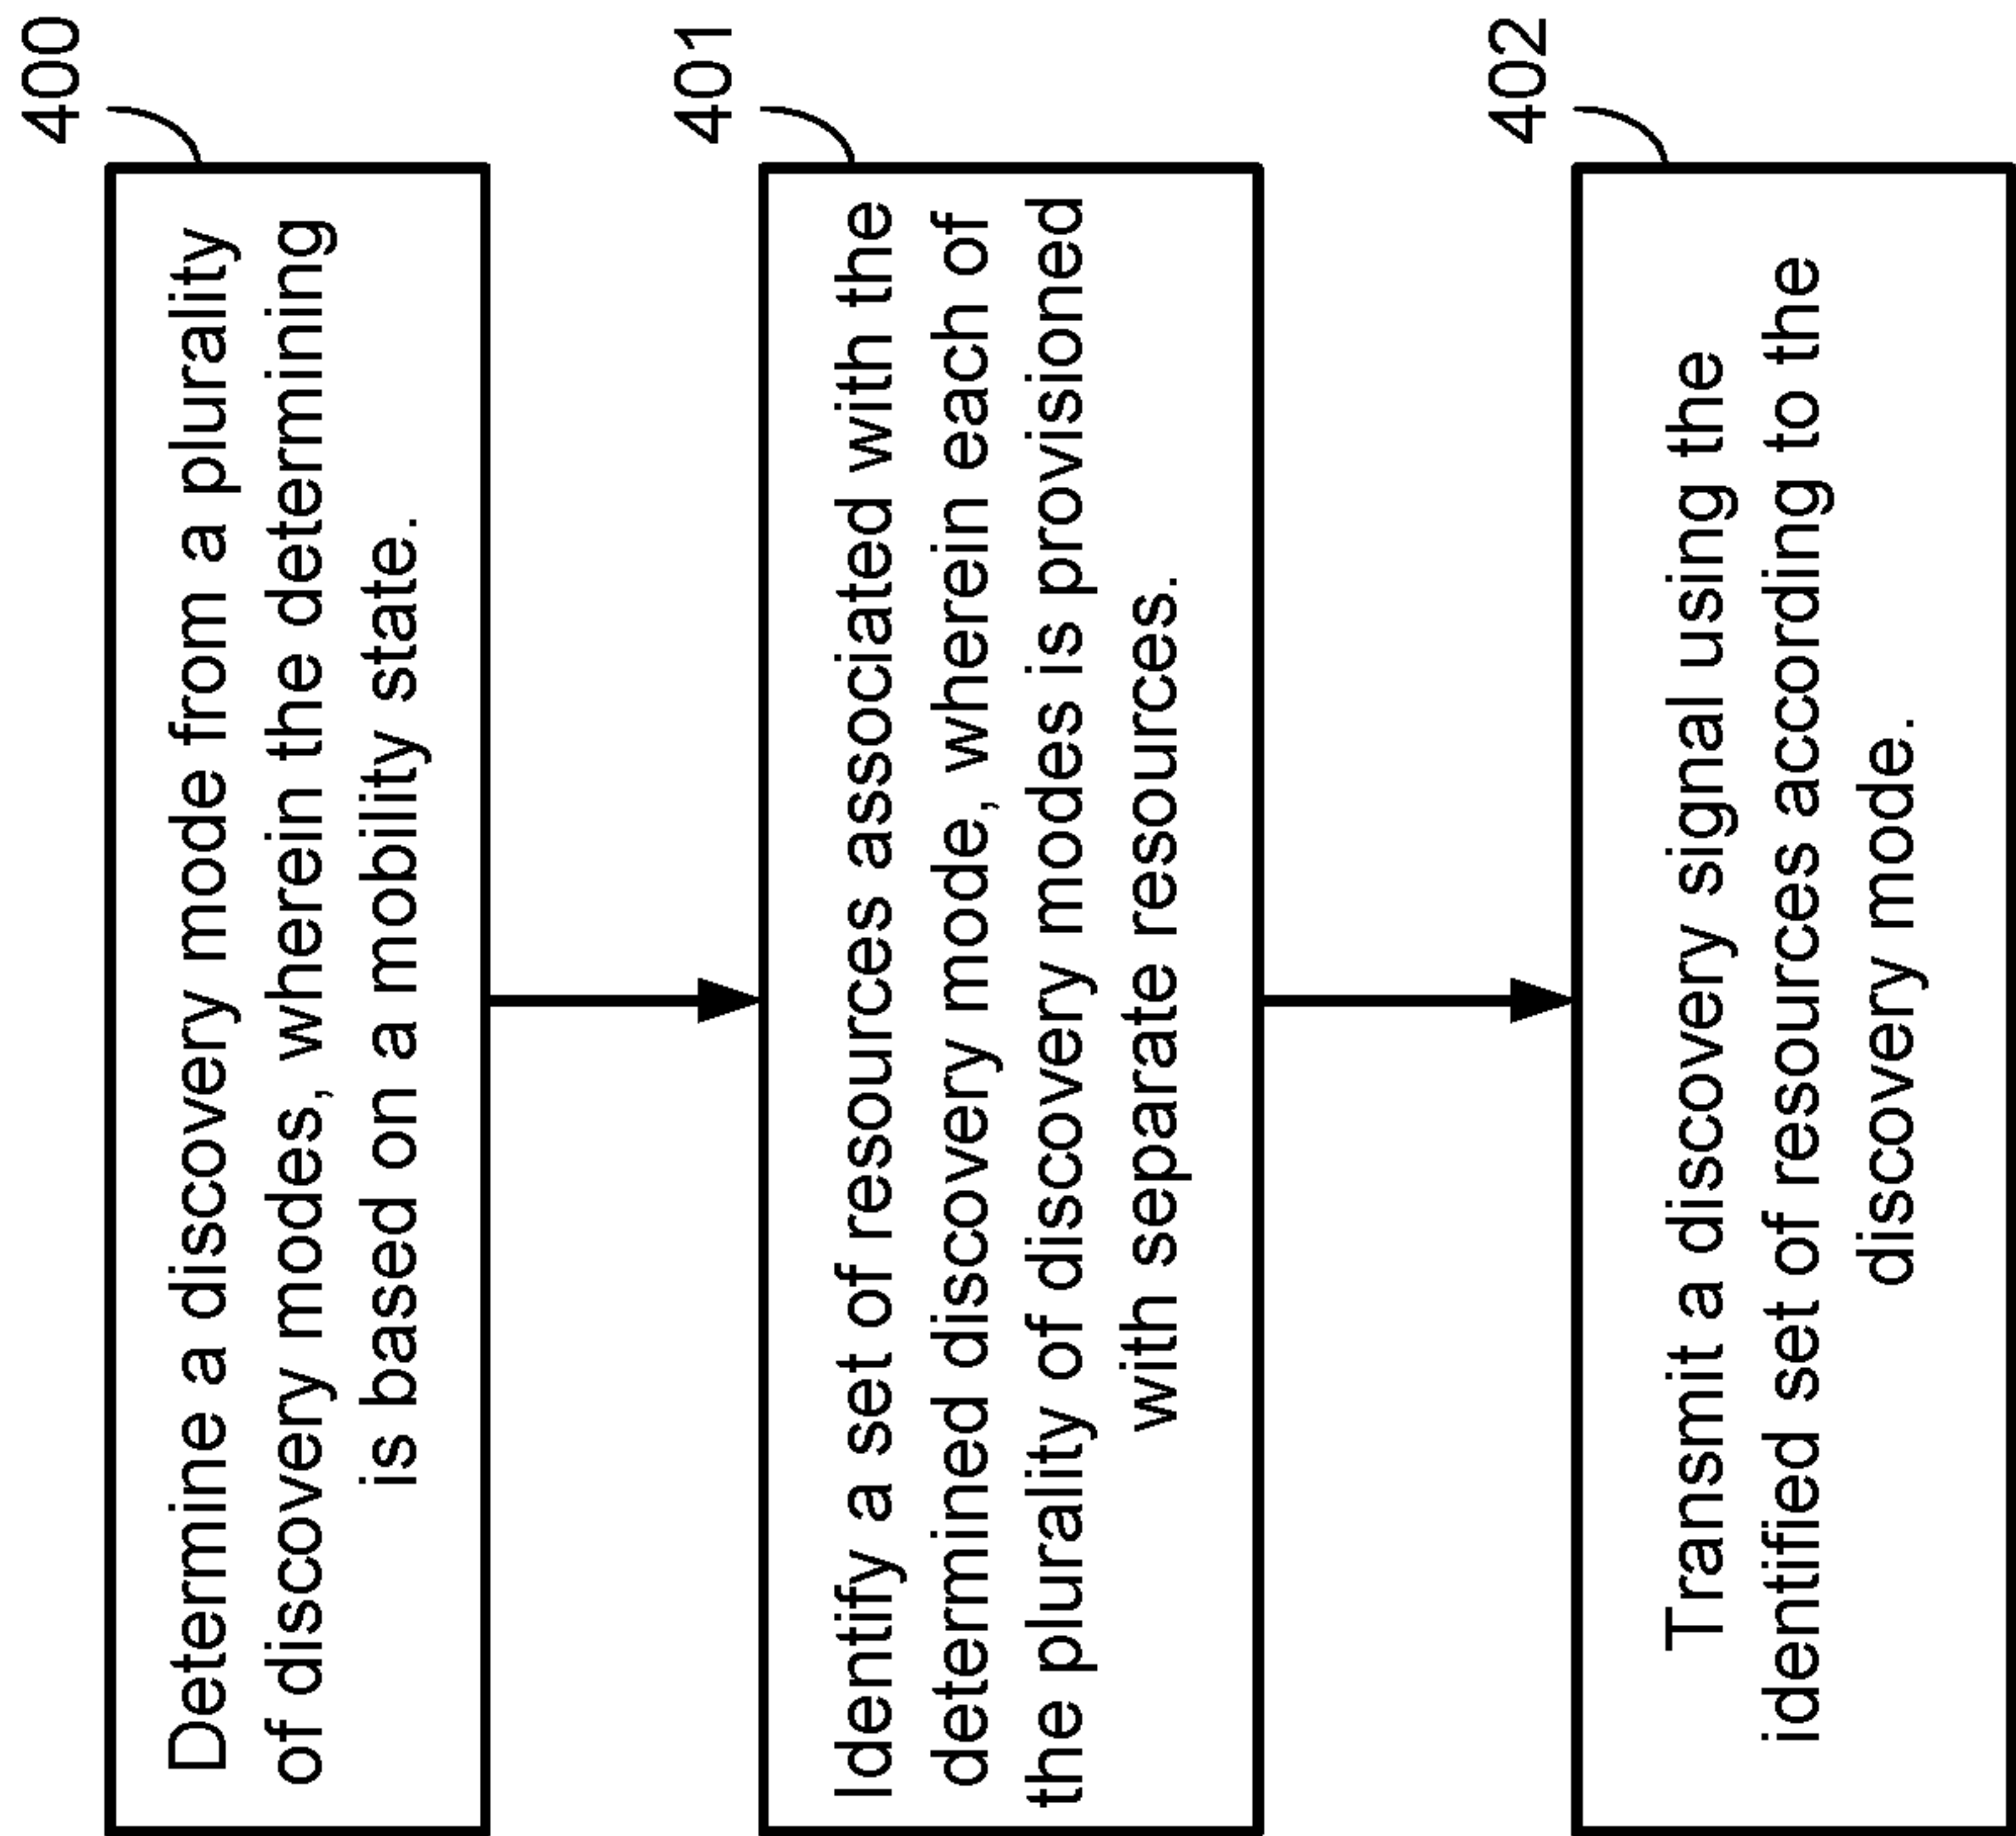 400
Determine a discovery mode from a plurality
of discovery modes, wherein the determining
is based on a mobility state.
401
Identify a set of resources associated with the
determined discovery mode, wherein each of
the plurality of discovery modes is provisioned
with separate resources.
402
Transmit a discovery signal using the
identified set of resources according to the
discovery mode.